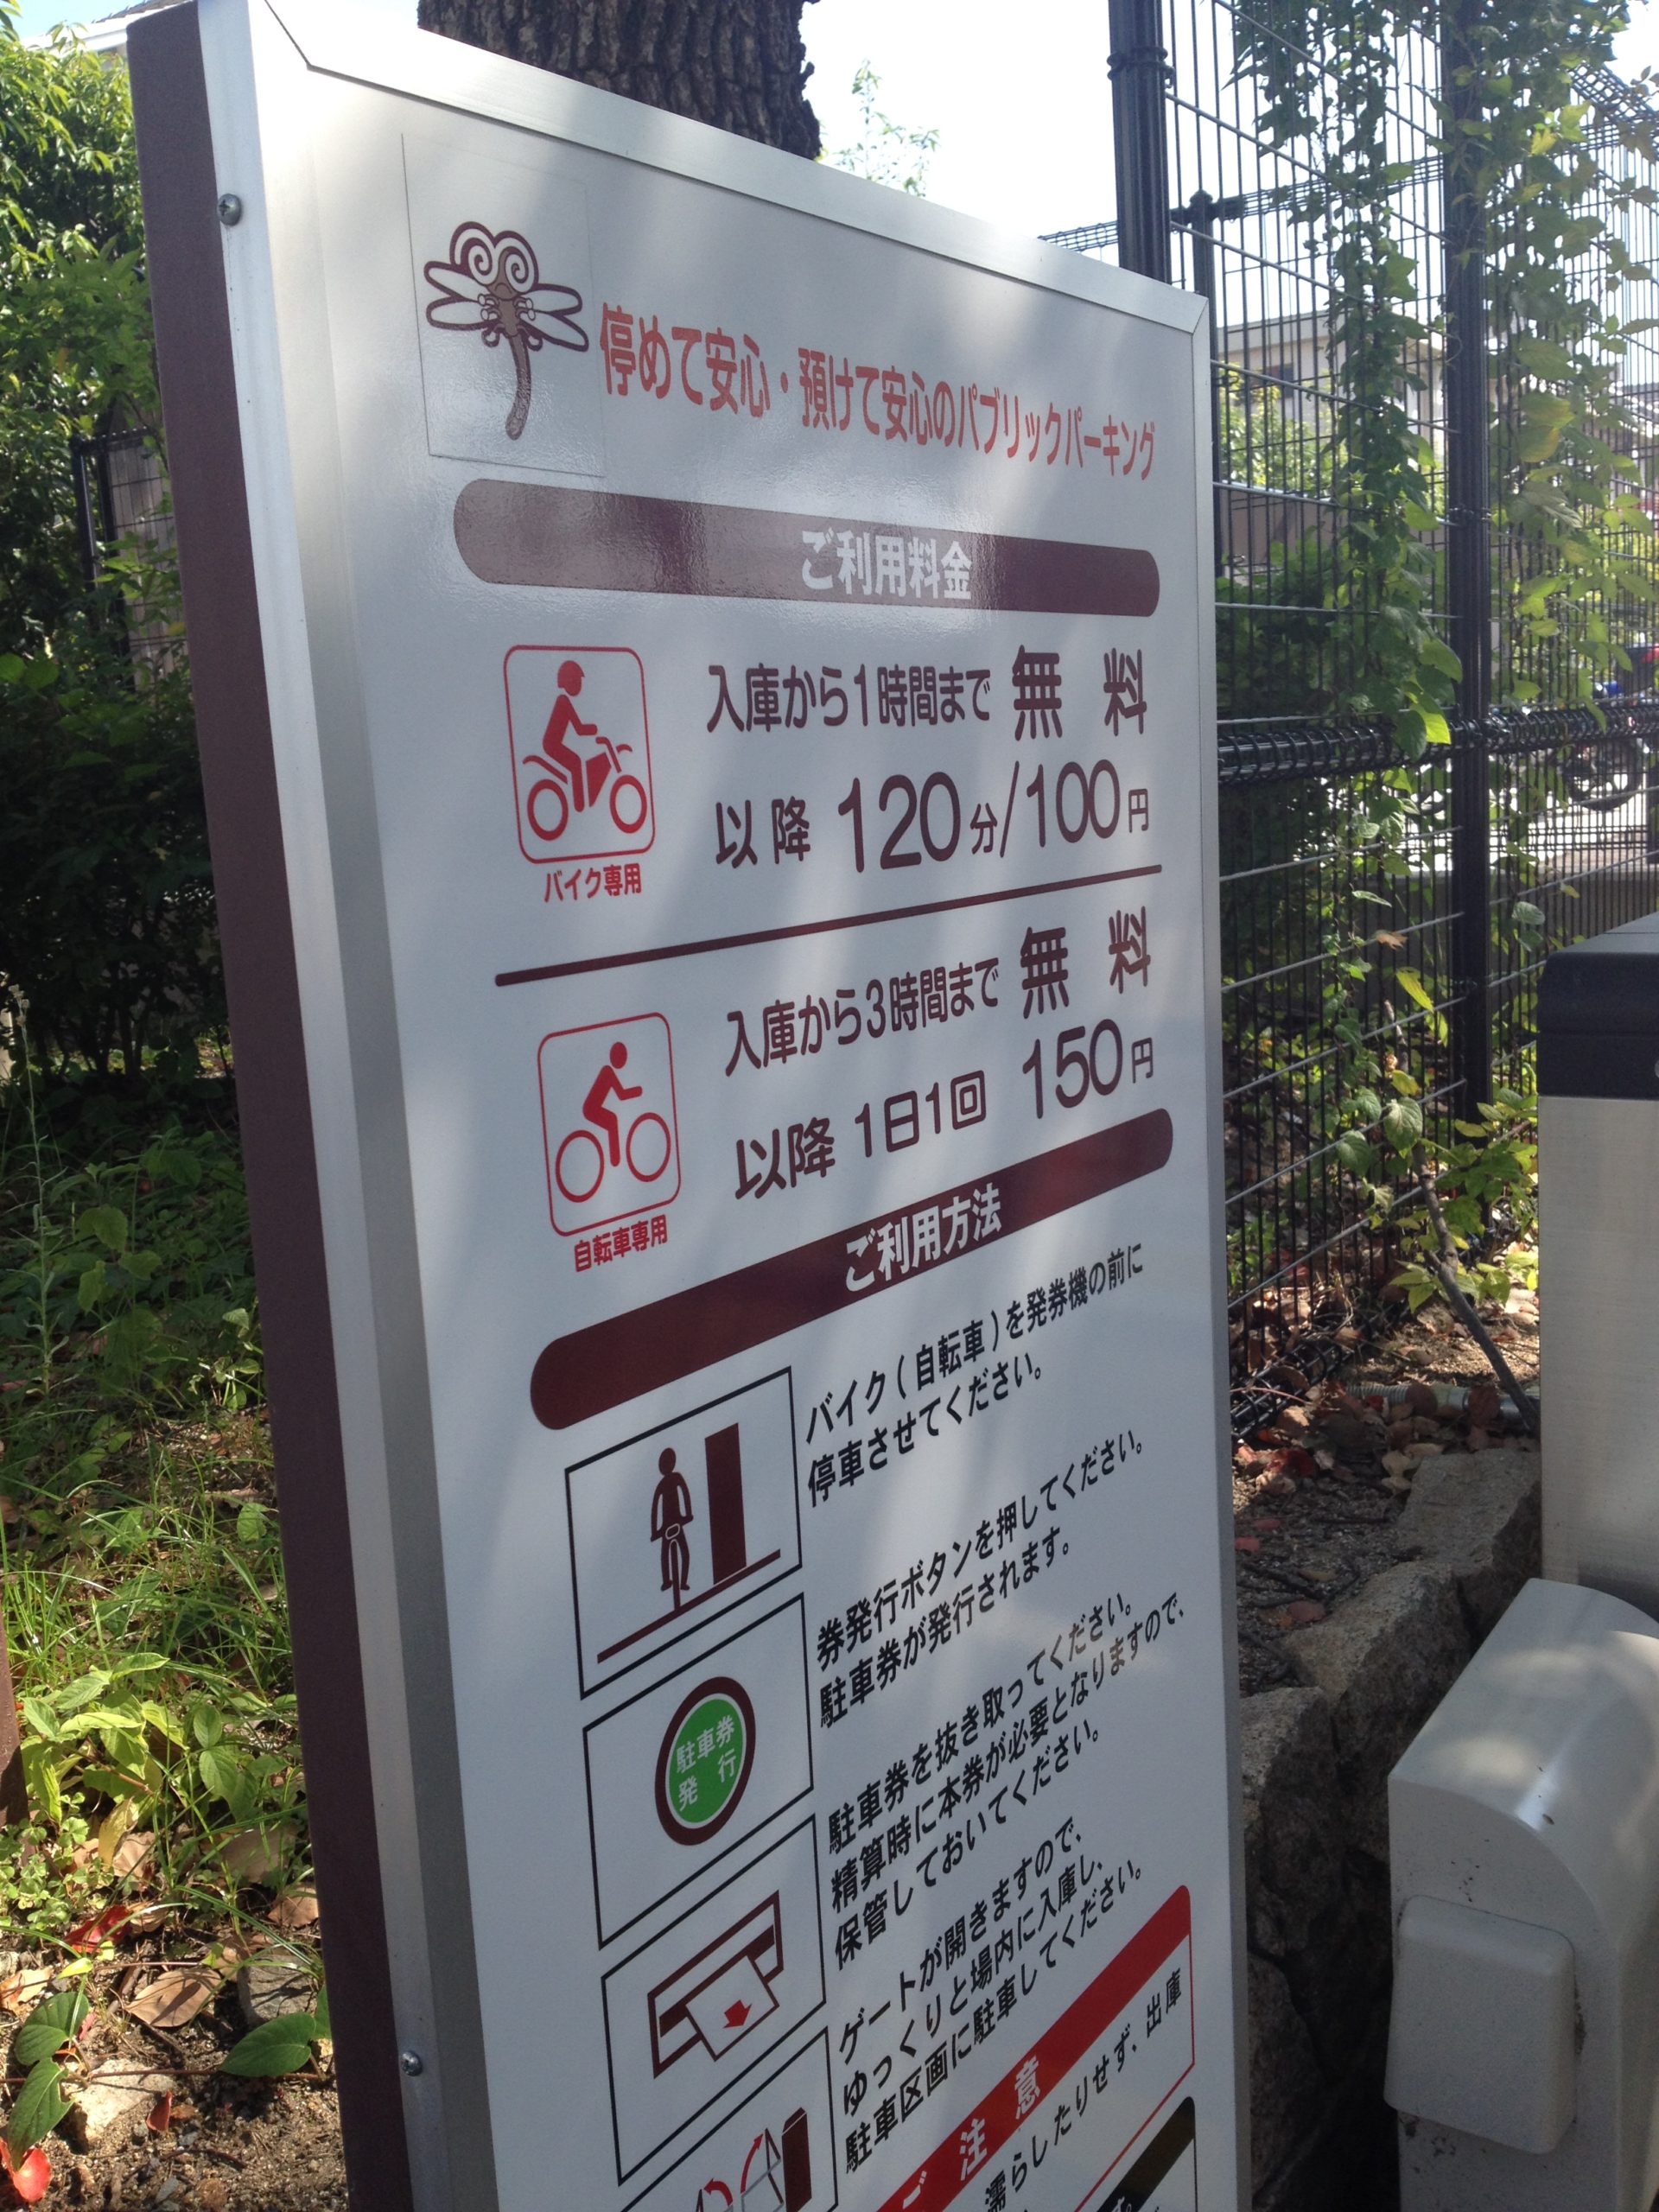 停めて安心・預けて安心のパブリックパーキング
ご利用料金
入庫から1時間まで 無 料
以 降 120分/100円
バイク専用
入庫から3時間まで 無 料
以降 1日1回 150円
自転車専用
ご利用方法
バイク(自転車)を発券機の前に
停車させてください。
券発行ボタンを押してください。
駐車券が発行されます。
駐車券
発 行
駐車券を抜き取ってください。
精算時に本券が必要となりますので、
保管しておいてください。
ゲートが開きますので、
ゆっくりと場内に入庫し、
駐車区画に駐車してください。
ご 注 意
濡らしたりせず、出庫